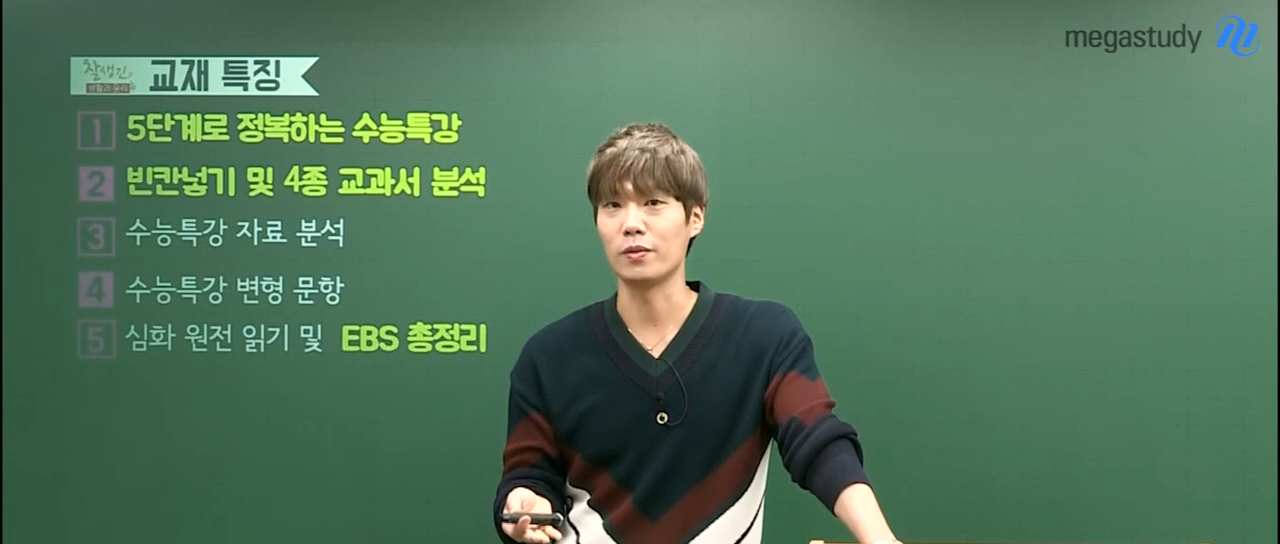 megastudy
교재 특징
1 5단계로 정복하는 수능특강
2 빈칸넣기 및 4종 교과서 분석
3 수능특강 자료 분석
4 수능특강 변형 문항
5 심화 원전 읽기 및 EBS 총정리